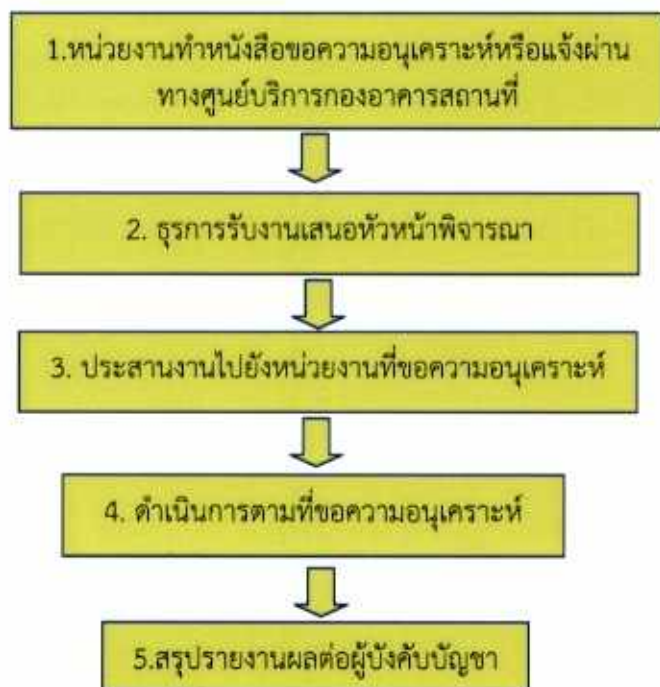 1.หน่วยงานทำหนังสือขอความอนุเคราะห์หรือแจ้งผ่าน
ทางศูนย์บริการกองอาคารสถานที่
2. ธุรการรับงานเสนอหัวหน้าพิจารณา
3. ประสานงานไปยังหน่วยงานที่ขอความอนุเคราะห์
4. ดำเนินการตามที่ขอความอนุเคราะห์
5.สรุปรายงานผลต่อผู้บังคับบัญชา